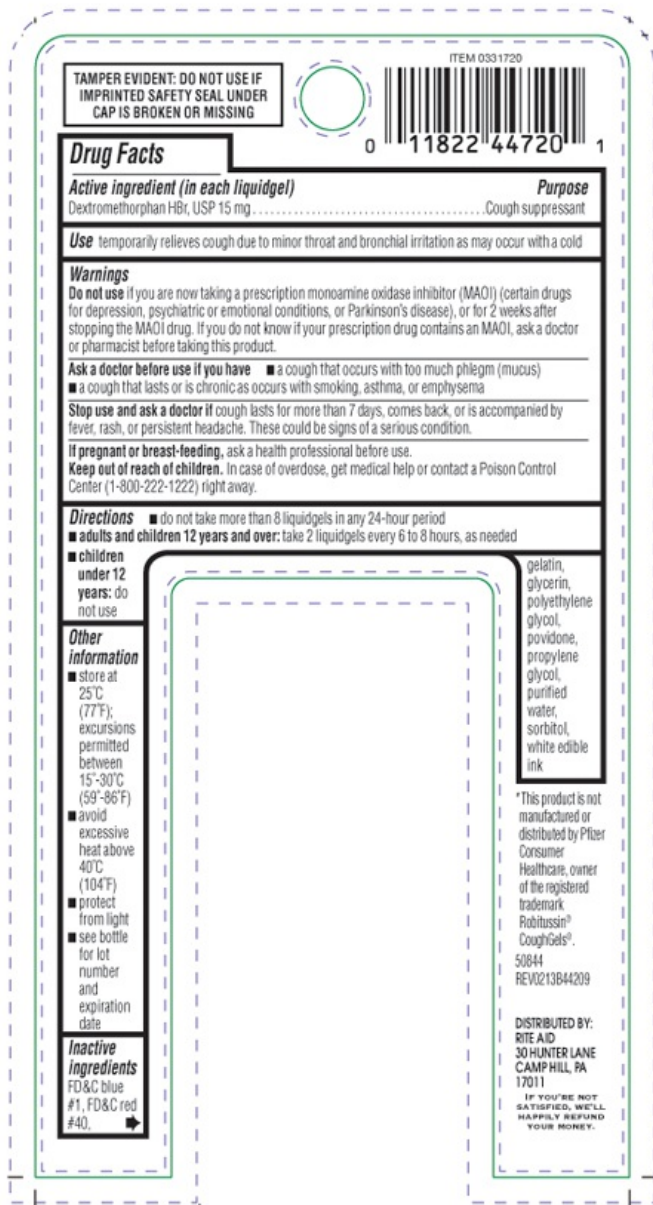 TAMPER EVIDENT: DO NOT USE IF
IMPRINTED SAFETY SEAL UNDER
CAP IS BROKEN OR MISSING
ITEM 0331720
0 11822 44720 1
Drug Facts
Active ingredient (in each liquidgel) Purpose
Dextromethorphan HBr, USP 15 mg.......................................Cough suppressant
Use temporarily relieves cough due to minor throat and bronchial irritation as may occur with a cold
Warnings
Do not use if you are now taking a prescription monoamine oxidase inhibitor (MAOI) (certain drugs
for depression, psychiatric or emotional conditions, or Parkinson's disease), or for 2 weeks after
stopping the MAOI drug. If you do not know if your prescription drug contains an MAOI, ask a doctor
or pharmacist before taking this product.
Ask a doctor before use if you have ■ a cough that occurs with too much phlegm (mucus)
■ a cough that lasts or is chronic as occurs with smoking, asthma, or emphysema
Stop use and ask a doctor if cough lasts for more than 7 days, comes back, or is accompanied by
fever, rash, or persistent headache. These could be signs of a serious condition.
If pregnant or breast-feeding, ask a health professional before use.
Keep out of reach of children. In case of overdose, get medical help or contact a Poison Control
Center (1-800-222-1222) right away.
Directions ■ do not take more than 8 liquidgels in any 24-hour period
■ adults and children 12 years and over: take 2 liquidgels every 6 to 8 hours, as needed
■ children
under 12
years: do
not use
Other
information
■ store at
25°C
(77°F);
excursions
permitted
between
15°-30°C
(59°-86°F)
■ avoid
excessive
heat above
40°C
(104°F)
■ protect
from light
■ see bottle
for lot
number
and
expiration
date
Inactive
ingredients
FD&C blue
#1, FD&C red
#40,
gelatin,
glycerin,
polyethylene
glycol,
povidone,
propylene
glycol,
purified
water,
sorbitol,
white edible
ink
*This product is not
manufactured or
distributed by Pfizer
Consumer
Healthcare, owner
of the registered
trademark
Robitussin®
CoughGels®.
50844
REV0213B44209
DISTRIBUTED BY:
RITE AID
30 HUNTER LANE
CAMP HILL, PA
17011
IF YOU'RE NOT
SATISFIED, WE'LL
HAPPILY REFUND
YOUR MONEY.